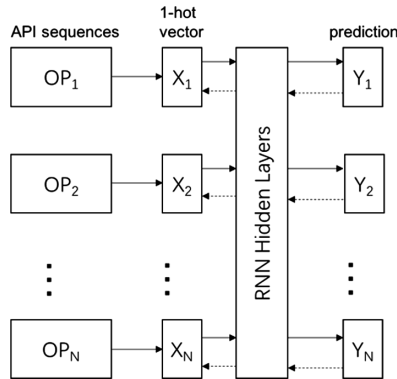 API sequences
1-hot
vector
prediction
OP1
X1
Y1
OP2
X2
Y2
RNN Hidden Layers
OPN
XN
YN